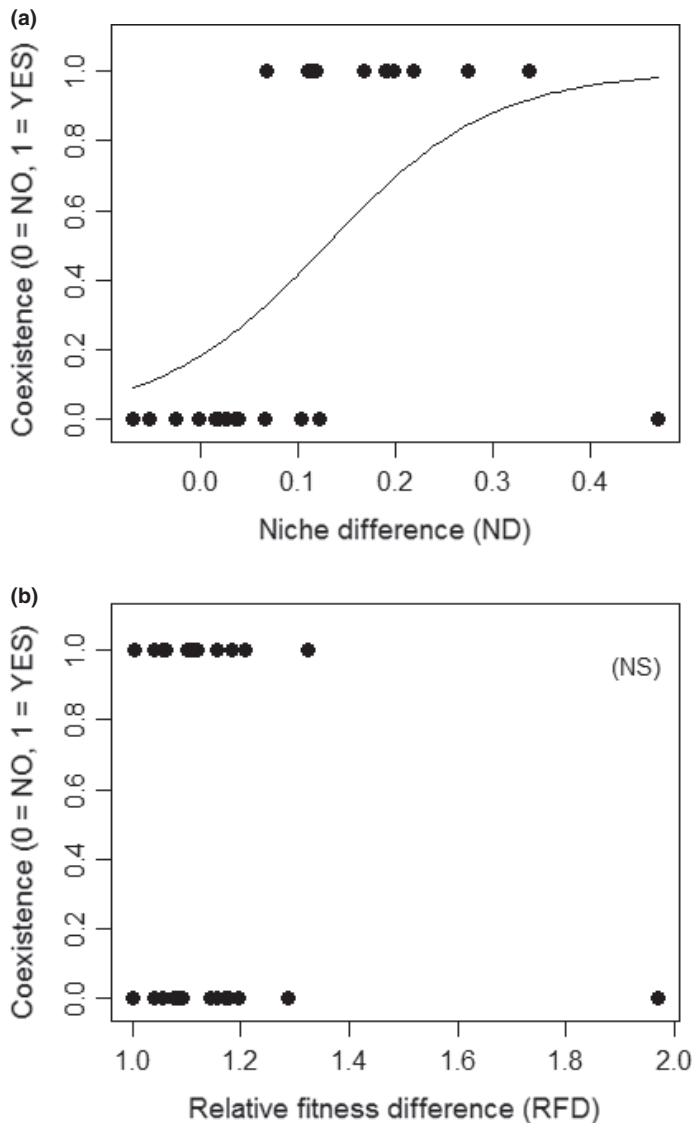 (a)
Coexistence (0 = NO, 1 = YES)
1.0
0.8
0.6
0.4
0.2
0.0
0.0 0.1 0.2 0.3 0.4
Niche difference (ND)
(b)
Coexistence (0 = NO, 1 = YES)
(NS)
1.0
0.8
0.6
0.4
0.2
0.0
1.0 1.2 1.4 1.6 1.8 2.0
Relative fitness difference (RFD)